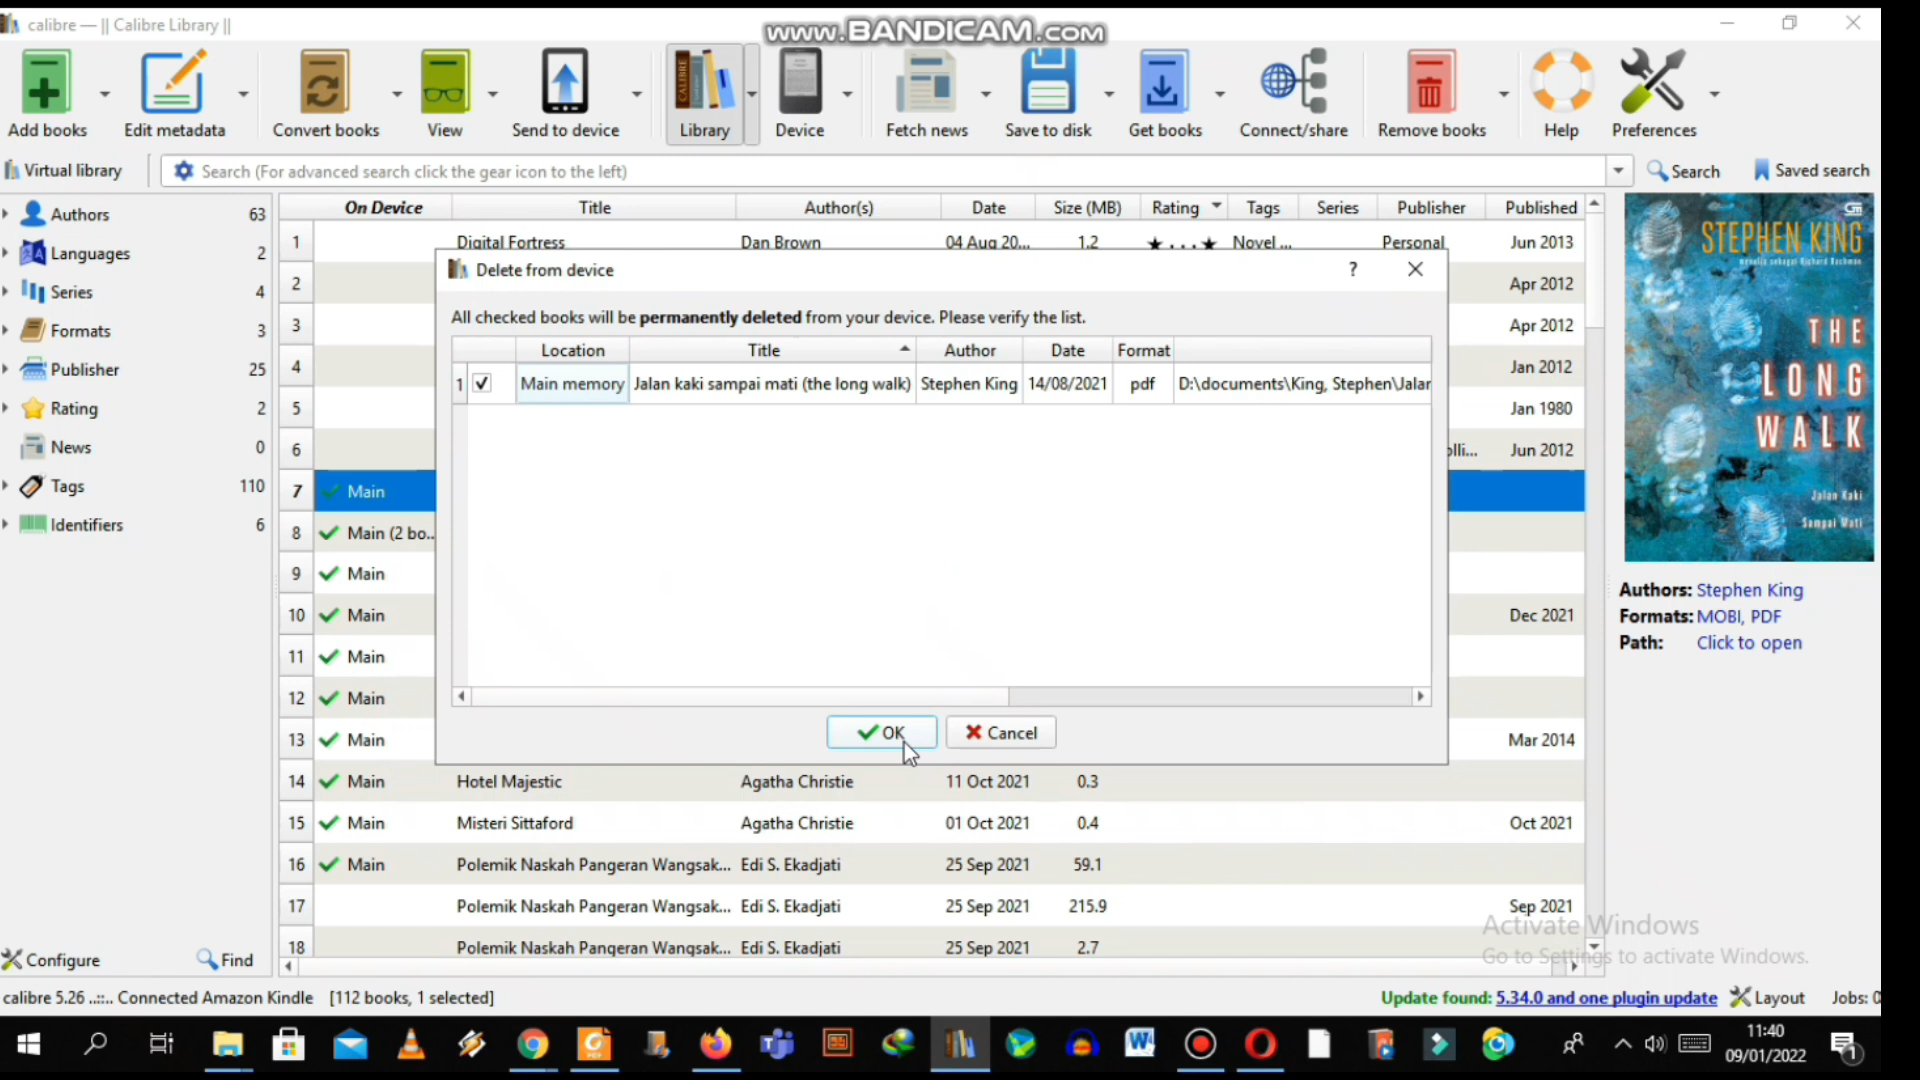 calibre — || Calibre Library ||
www.BANDICAM.COM
Add books
Edit metadata
Convert books
View
Send to device
Library
Device
Fetch news
Save to disk
Get books
Connect/share
Remove books
Help
Preferences
Virtual library
Search (For advanced search click the gear icon to the left)
Search
Saved search
Authors 63
Languages 2
Series 4
Formats 3
Publisher 25
Rating 2
News 0
Tags 110
Identifiers 6
Configure
Find
On Device Title Author(s) Date Size (MB) Rating Tags Series Publisher Published
1 Digital Fortress Dan Brown 04 Aug 20... 1.2 ★...★ Novel ... Personal Jun 2013
2 Apr 2012
3 Apr 2012
4 Jan 2012
5 Jan 1980
6 olli... Jun 2012
7 Main
8 Main (2 bo..
9 Main
10 Main Dec 2021
11 Main
12 Main
13 Main Mar 2014
14 Main Hotel Majestic Agatha Christie 11 Oct 2021 0.3
15 Main Misteri Sittaford Agatha Christie 01 Oct 2021 0.4 Oct 2021
16 Main Polemik Naskah Pangeran Wangsak... Edi S. Ekadjati 25 Sep 2021 59.1
17 Polemik Naskah Pangeran Wangsak... Edi S. Ekadjati 25 Sep 2021 215.9 Sep 2021
18 Polemik Naskah Pangeran Wangsak... Edi S. Ekadjati 25 Sep 2021 2.7
Delete from device
?
All checked books will be permanently deleted from your device. Please verify the list.
Location Title Author Date Format
1 Main memory Jalan kaki sampai mati (the long walk) Stephen King 14/08/2021 pdf D:\documents\King, Stephen\Jalar
OK
Cancel
STEPHEN KING
menulis sebagai Richard Bachman
THE
LONG
WALK
Jalan Kaki
Sampai Mati
Authors: Stephen King
Formats: MOBI, PDF
Path: Click to open
Activate Windows
Go to Settings to activate Windows.
calibre 5.26 ..::.. Connected Amazon Kindle [112 books, 1 selected]
Update found: 5.34.0 and one plugin update
Layout
Jobs: 0
11:40
09/01/2022
1